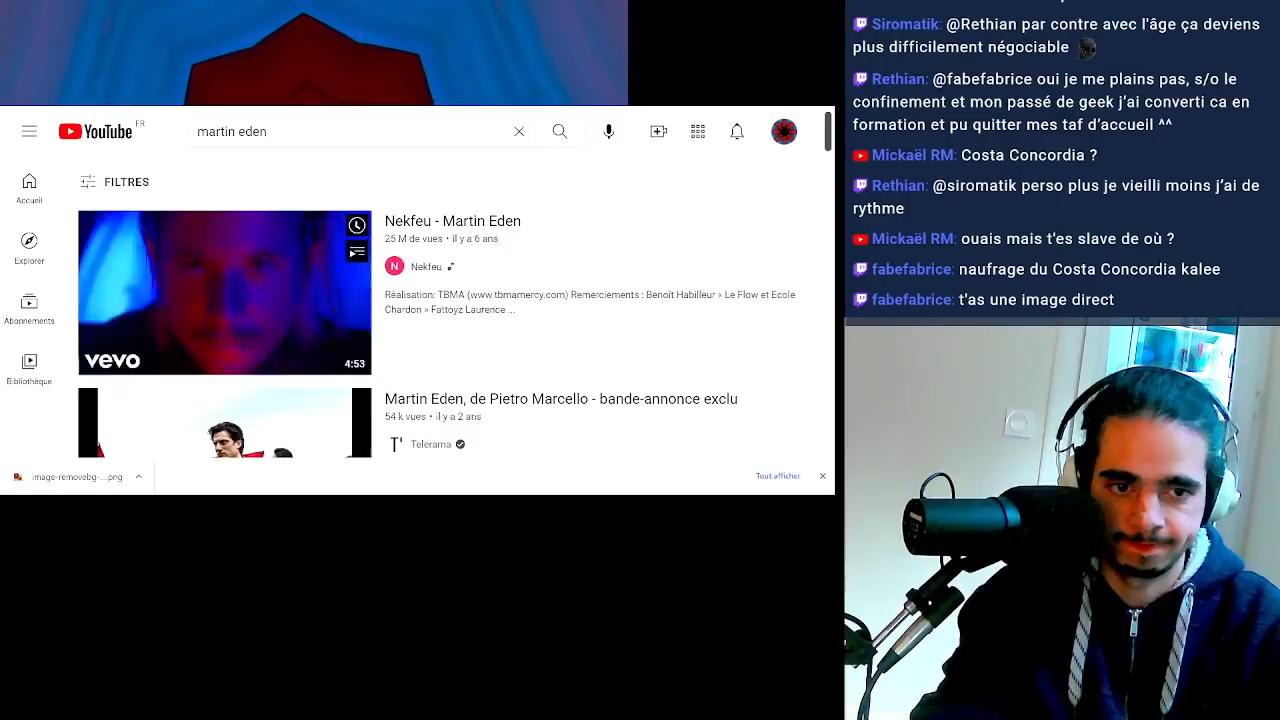 YouTube FR
martin eden
Accueil
Explorer
Abonnements
Bibliothèque
FILTRES
vevo
4:53
Nekfeu - Martin Eden
25 M de vues • il y a 6 ans
N Nekfeu
Réalisation: TBMA (www.tbmamercy.com) Remerciements : Benoît Habilleur « Le Flow et Ecole
Chardon » Fattoyz Laurence ...
Martin Eden, de Pietro Marcello - bande-annonce exclu
54 k vues • il y a 2 ans
T' Telerama
image-removebg-....png
Tout afficher
Siromatik: @Rethian par contre avec l'âge ça deviens
plus difficilement négociable
Rethian: @fabefabrice oui je me plains pas, s/o le
confinement et mon passé de geek j'ai converti ca en
formation et pu quitter mes taf d'accueil ^^
Mickaël RM: Costa Concordia ?
Rethian: @siromatik perso plus je vieilli moins j'ai de
rythme
Mickaël RM: ouais mais t'es slave de où ?
fabefabrice: naufrage du Costa Concordia kalee
fabefabrice: t'as une image direct